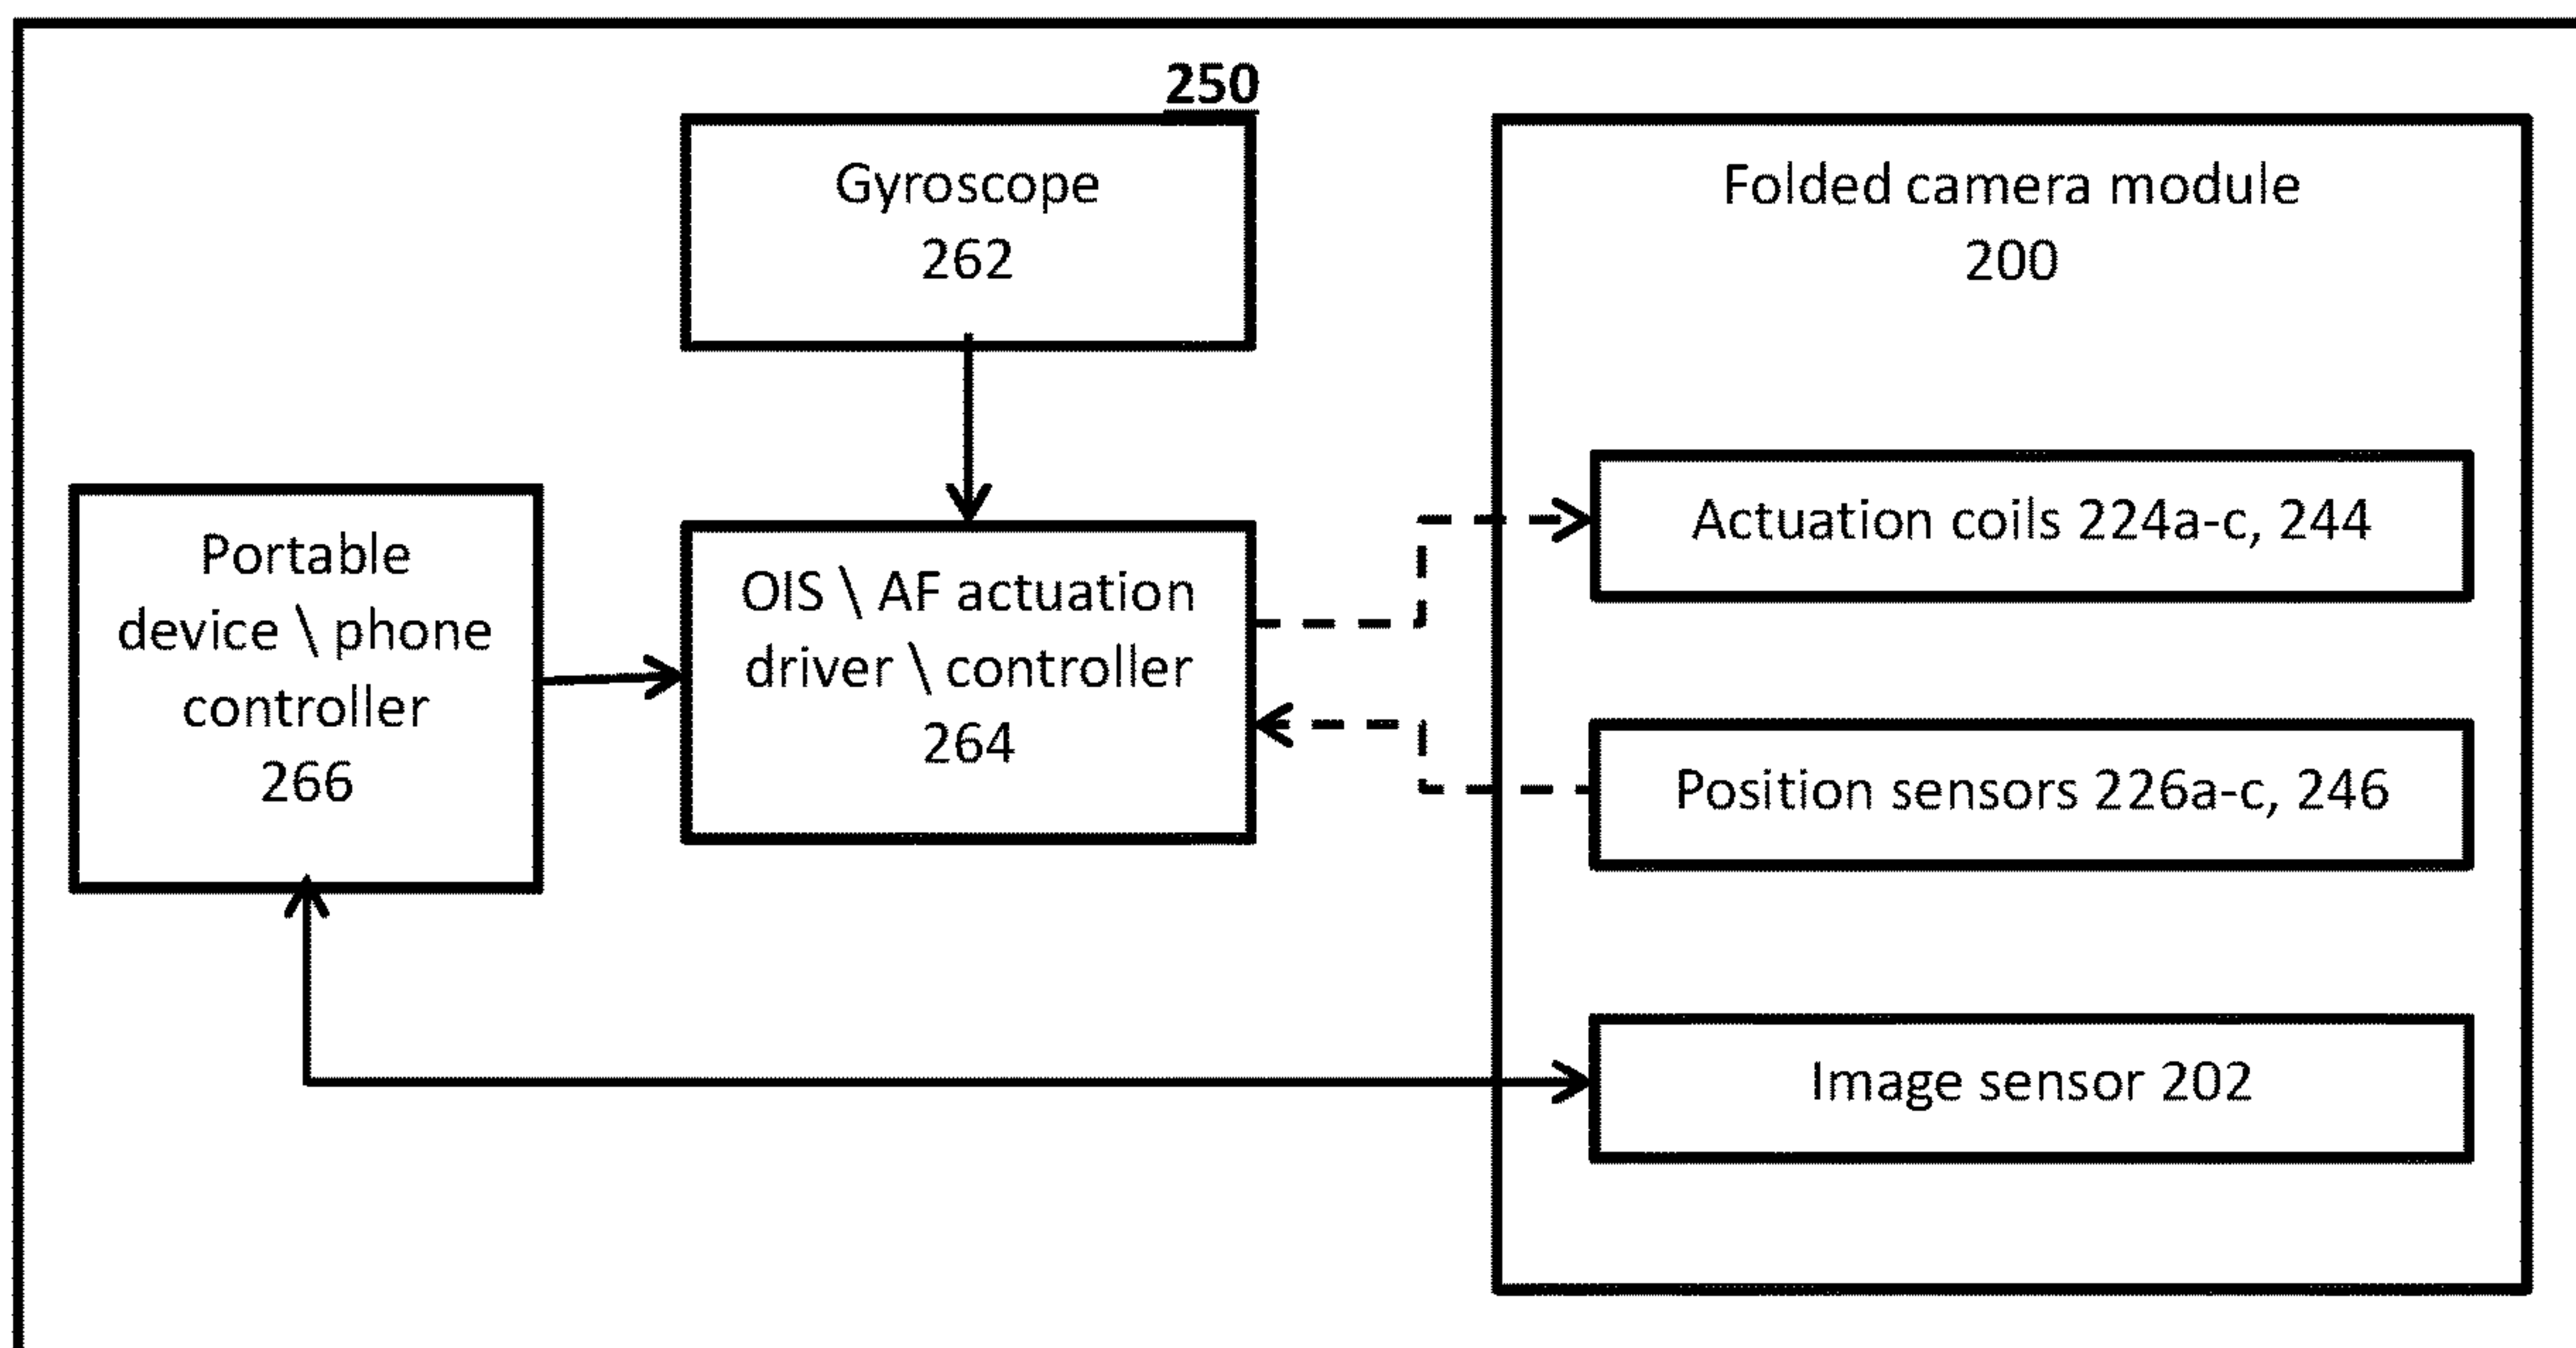 250
Gyroscope
262
Folded camera module
200
Portable
device \ phone
controller
266
OIS \ AF actuation
driver \ controller
264
Actuation coils 224a-c, 244
Position sensors 226a-c, 246
Image sensor 202